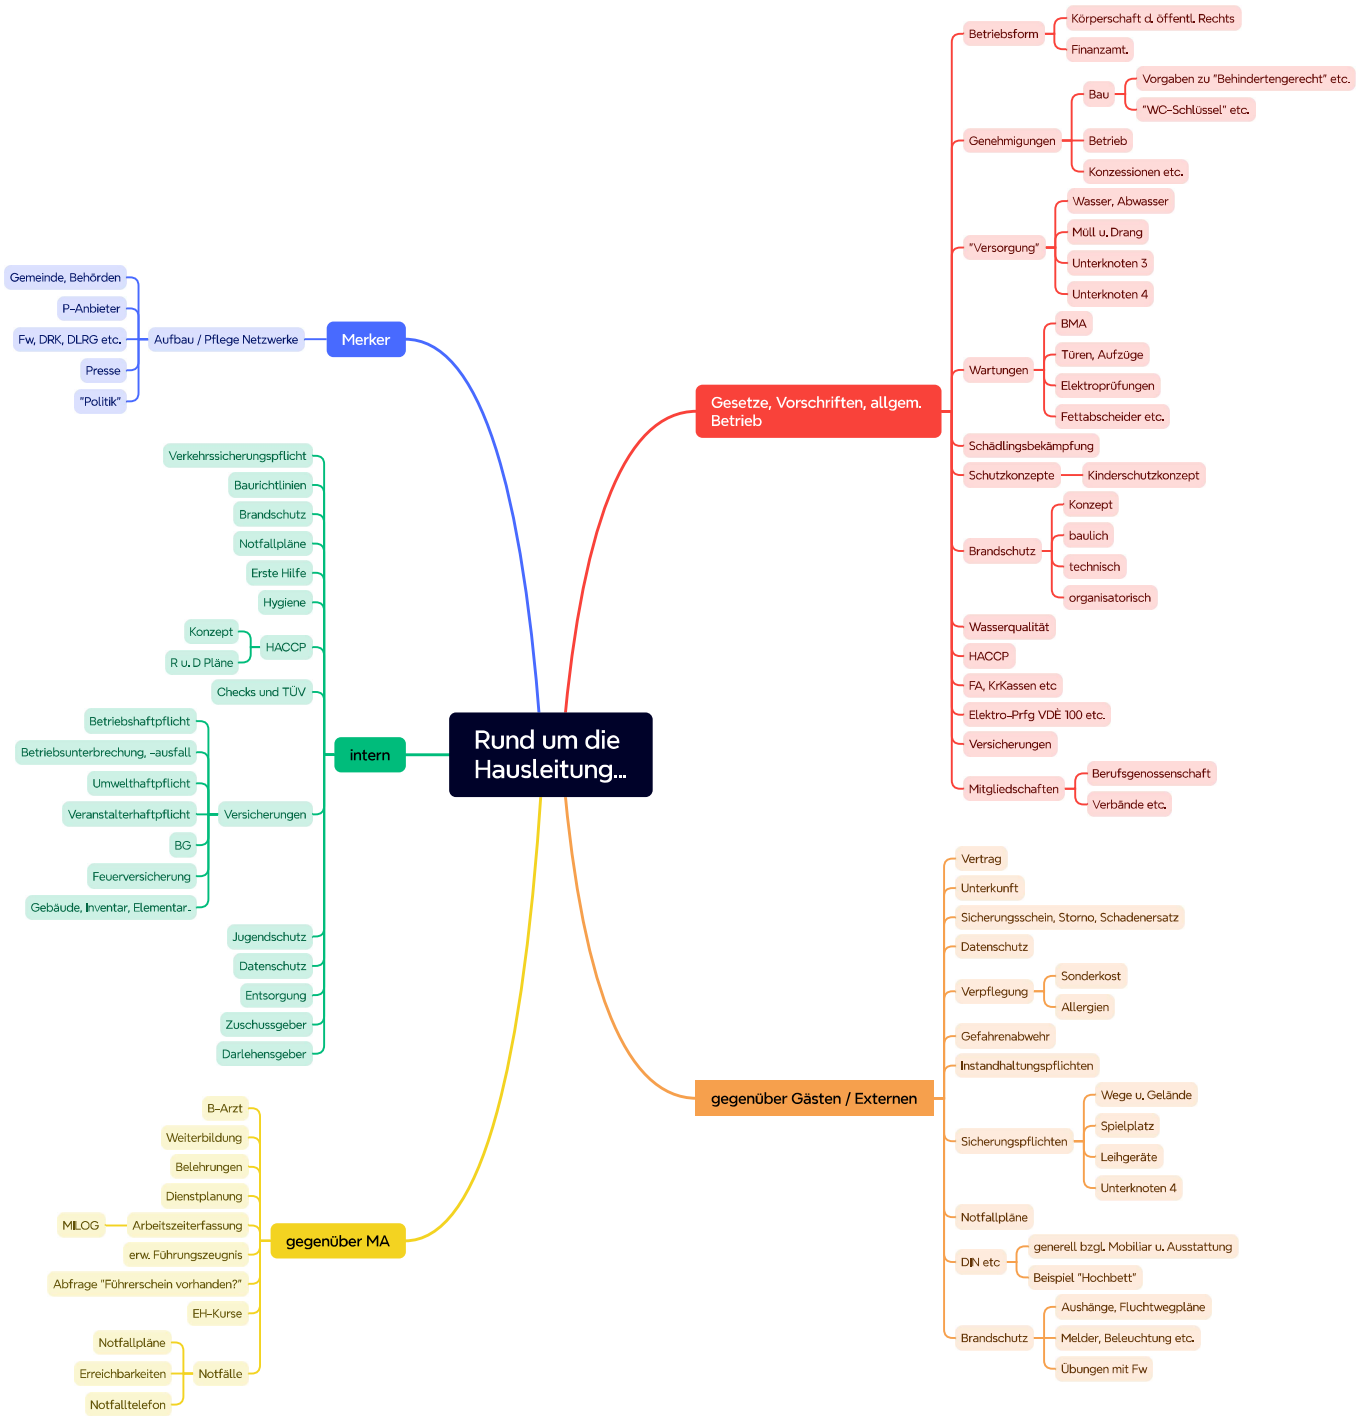 Rund um die
Hausleitung...
Gesetze, Vorschriften, allgem.
Betrieb
Betriebsform
Körperschaft d. öffentl. Rechts
Finanzamt.
Genehmigungen
Bau
Vorgaben zu "Behindertengerecht" etc.
"WC-Schlüssel" etc.
Betrieb
Konzessionen etc.
"Versorgung"
Wasser, Abwasser
Müll u. Drang
Unterknoten 3
Unterknoten 4
Wartungen
BMA
Türen, Aufzüge
Elektroprüfungen
Fettabscheider etc.
Schädlingsbekämpfung
Schutzkonzepte
Kinderschutzkonzept
Brandschutz
Konzept
baulich
technisch
organisatorisch
Wasserqualität
HACCP
FA, KrKassen etc
Elektro-Prfg VDÈ 100 etc.
Versicherungen
Mitgliedschaften
Berufsgenossenschaft
Verbände etc.
gegenüber Gästen / Externen
Vertrag
Unterkunft
Sicherungsschein, Storno, Schadenersatz
Datenschutz
Verpflegung
Sonderkost
Allergien
Gefahrenabwehr
Instandhaltungspflichten
Sicherungspflichten
Wege u. Gelände
Spielplatz
Leihgeräte
Unterknoten 4
Notfallpläne
DIN etc
generell bzgl. Mobiliar u. Ausstattung
Beispiel "Hochbett"
Brandschutz
Aushänge, Fluchtwegpläne
Melder, Beleuchtung etc.
Übungen mit Fw
Merker
Aufbau / Pflege Netzwerke
Gemeinde, Behörden
P-Anbieter
Fw, DRK, DLRG etc.
Presse
"Politik"
intern
Verkehrssicherungspflicht
Baurichtlinien
Brandschutz
Notfallpläne
Erste Hilfe
Hygiene
HACCP
Konzept
R u. D Pläne
Checks und TÜV
Versicherungen
Betriebshaftpflicht
Betriebsunterbrechung, -ausfall
Umwelthaftpflicht
Veranstalterhaftpflicht
BG
Feuerversicherung
Gebäude, Inventar, Elementar..
Jugendschutz
Datenschutz
Entsorgung
Zuschussgeber
Darlehensgeber
gegenüber MA
B-Arzt
Weiterbildung
Belehrungen
Dienstplanung
Arbeitszeiterfassung
MILOG
erw. Führungszeugnis
Abfrage "Führerschein vorhanden?"
EH-Kurse
Notfälle
Notfallpläne
Erreichbarkeiten
Notfalltelefon